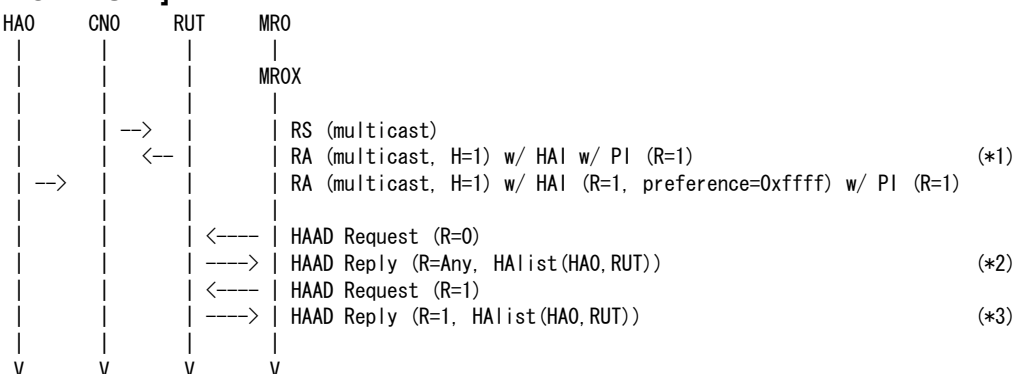 HA0 CN0 RUT MR0
MR0X
--> RS (multicast)
<-- RA (multicast, H=1) w/ HAI w/ PI (R=1) (*1)
--> RA (multicast, H=1) w/ HAI (R=1, preference=0xffff) w/ PI (R=1)
<---- HAAD Request (R=0)
----> HAAD Reply (R=Any, HAlist(HA0,RUT)) (*2)
<---- HAAD Request (R=1)
----> HAAD Reply (R=1, HAlist(HA0,RUT)) (*3)
V V V V